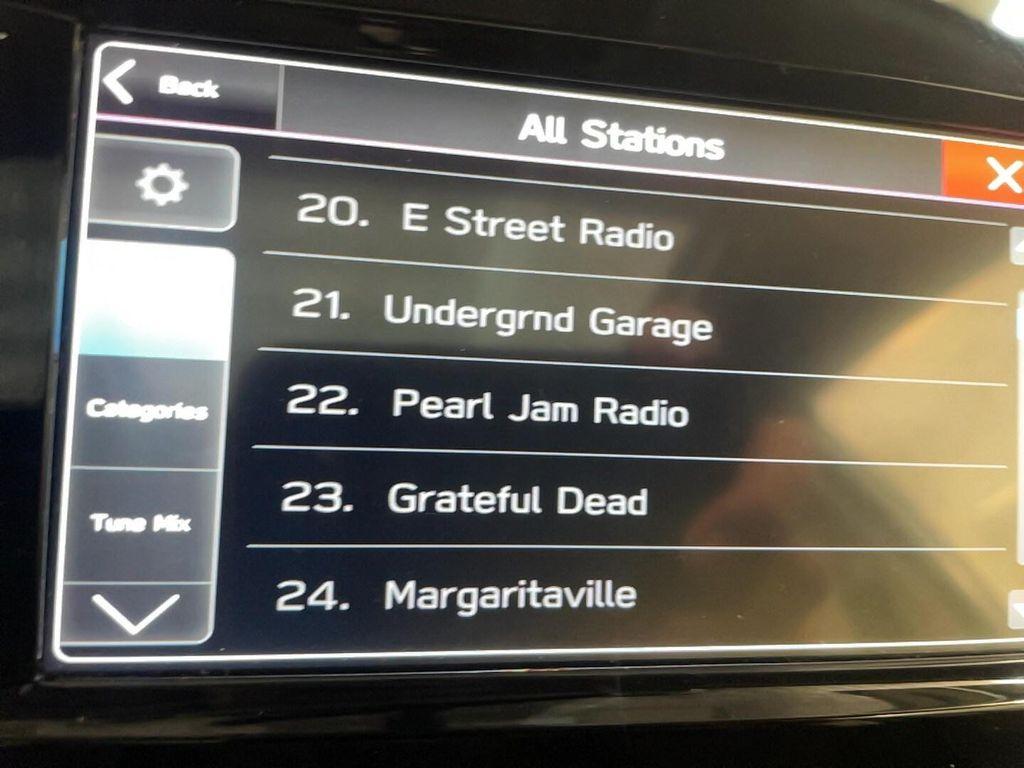 Back
All Stations
20. E Street Radio
21. Undergrnd Garage
22. Pearl Jam Radio
Categories
23. Grateful Dead
Tune Mix
24. Margaritaville